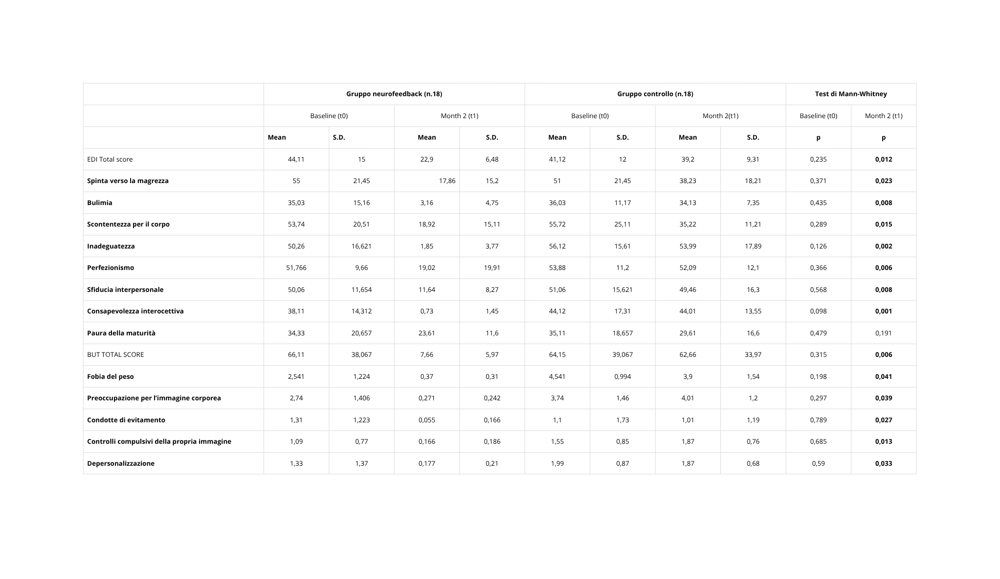 Gruppo neurofeedback (n.18) Gruppo controllo (n.18) Test di Mann-Whitney
Baseline (t0) Month 2 (t1) Baseline (t0) Month 2(t1) Baseline (t0) Month 2 (t1)
Mean S.D. Mean S.D. Mean S.D. Mean S.D. p p
EDI Total score 44,11 15 22,9 6,48 41,12 12 39,2 9,31 0,235 0,012
Spinta verso la magrezza 55 21,45 17,86 15,2 51 21,45 38,23 18,21 0,371 0,023
Bulimia 35,03 15,16 3,16 4,75 36,03 11,17 34,13 7,35 0,435 0,008
Scontentezza per il corpo 53,74 20,51 18,92 15,11 55,72 25,11 35,22 11,21 0,289 0,015
Inadeguatezza 50,26 16,621 1,85 3,77 56,12 15,61 53,99 17,89 0,126 0,002
Perfezionismo 51,766 9,66 19,02 19,91 53,88 11,2 52,09 12,1 0,366 0,006
Sfiducia interpersonale 50,06 11,654 11,64 8,27 51,06 15,621 49,46 16,3 0,568 0,008
Consapevolezza interocettiva 38,11 14,312 0,73 1,45 44,12 17,31 44,01 13,55 0,098 0,001
Paura della maturità 34,33 20,657 23,61 11,6 35,11 18,657 29,61 16,6 0,479 0,191
BUT TOTAL SCORE 66,11 38,067 7,66 5,97 64,15 39,067 62,66 33,97 0,315 0,006
Fobia del peso 2,541 1,224 0,37 0,31 4,541 0,994 3,9 1,54 0,198 0,041
Preoccupazione per l’immagine corporea 2,74 1,406 0,271 0,242 3,74 1,46 4,01 1,2 0,297 0,039
Condotte di evitamento 1,31 1,223 0,055 0,166 1,1 1,73 1,01 1,19 0,789 0,027
Controlli compulsivi della propria immagine 1,09 0,77 0,166 0,186 1,55 0,85 1,87 0,76 0,685 0,013
Depersonalizzazione 1,33 1,37 0,177 0,21 1,99 0,87 1,87 0,68 0,59 0,033